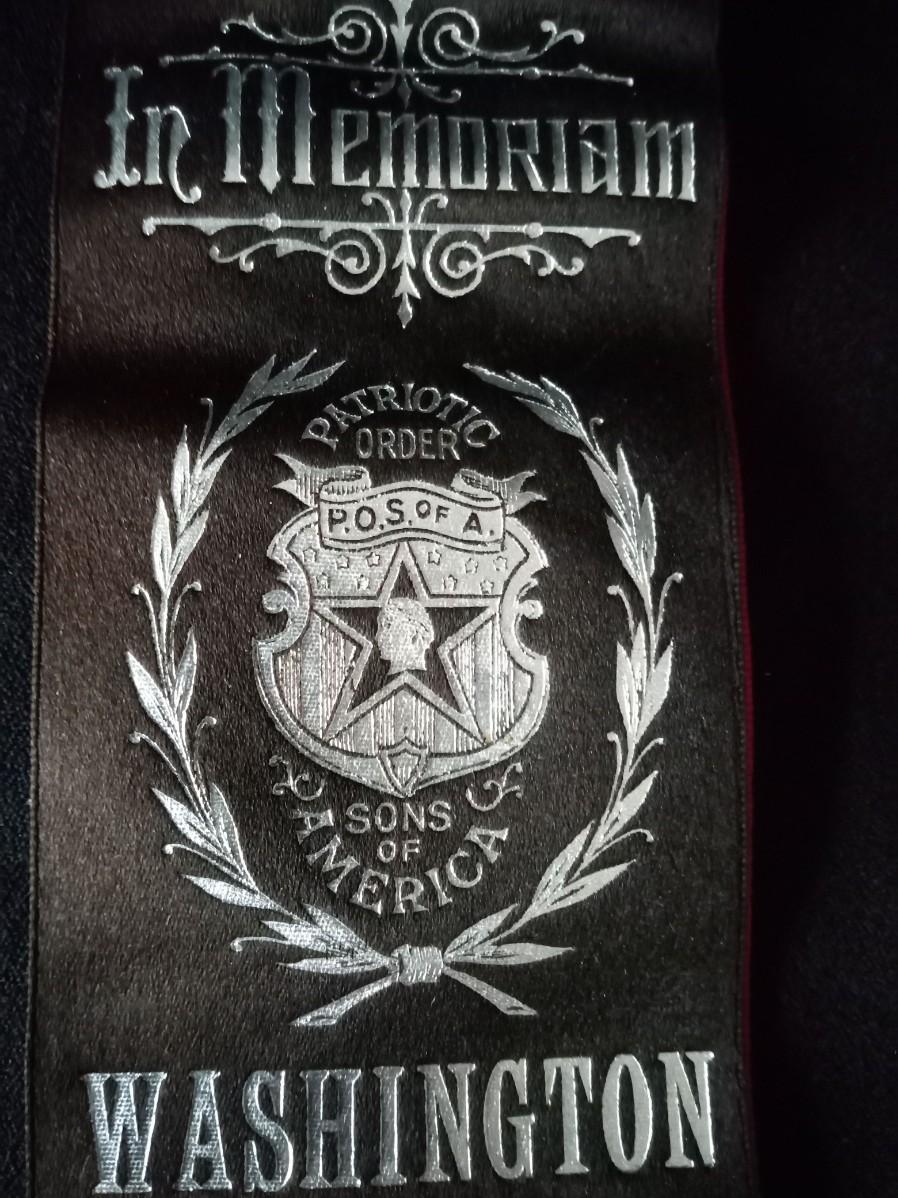 In Memoriam
PATRIOTIC
ORDER
P.O.S. OF A.
SONS
OF
AMERICA
WASHINGTON